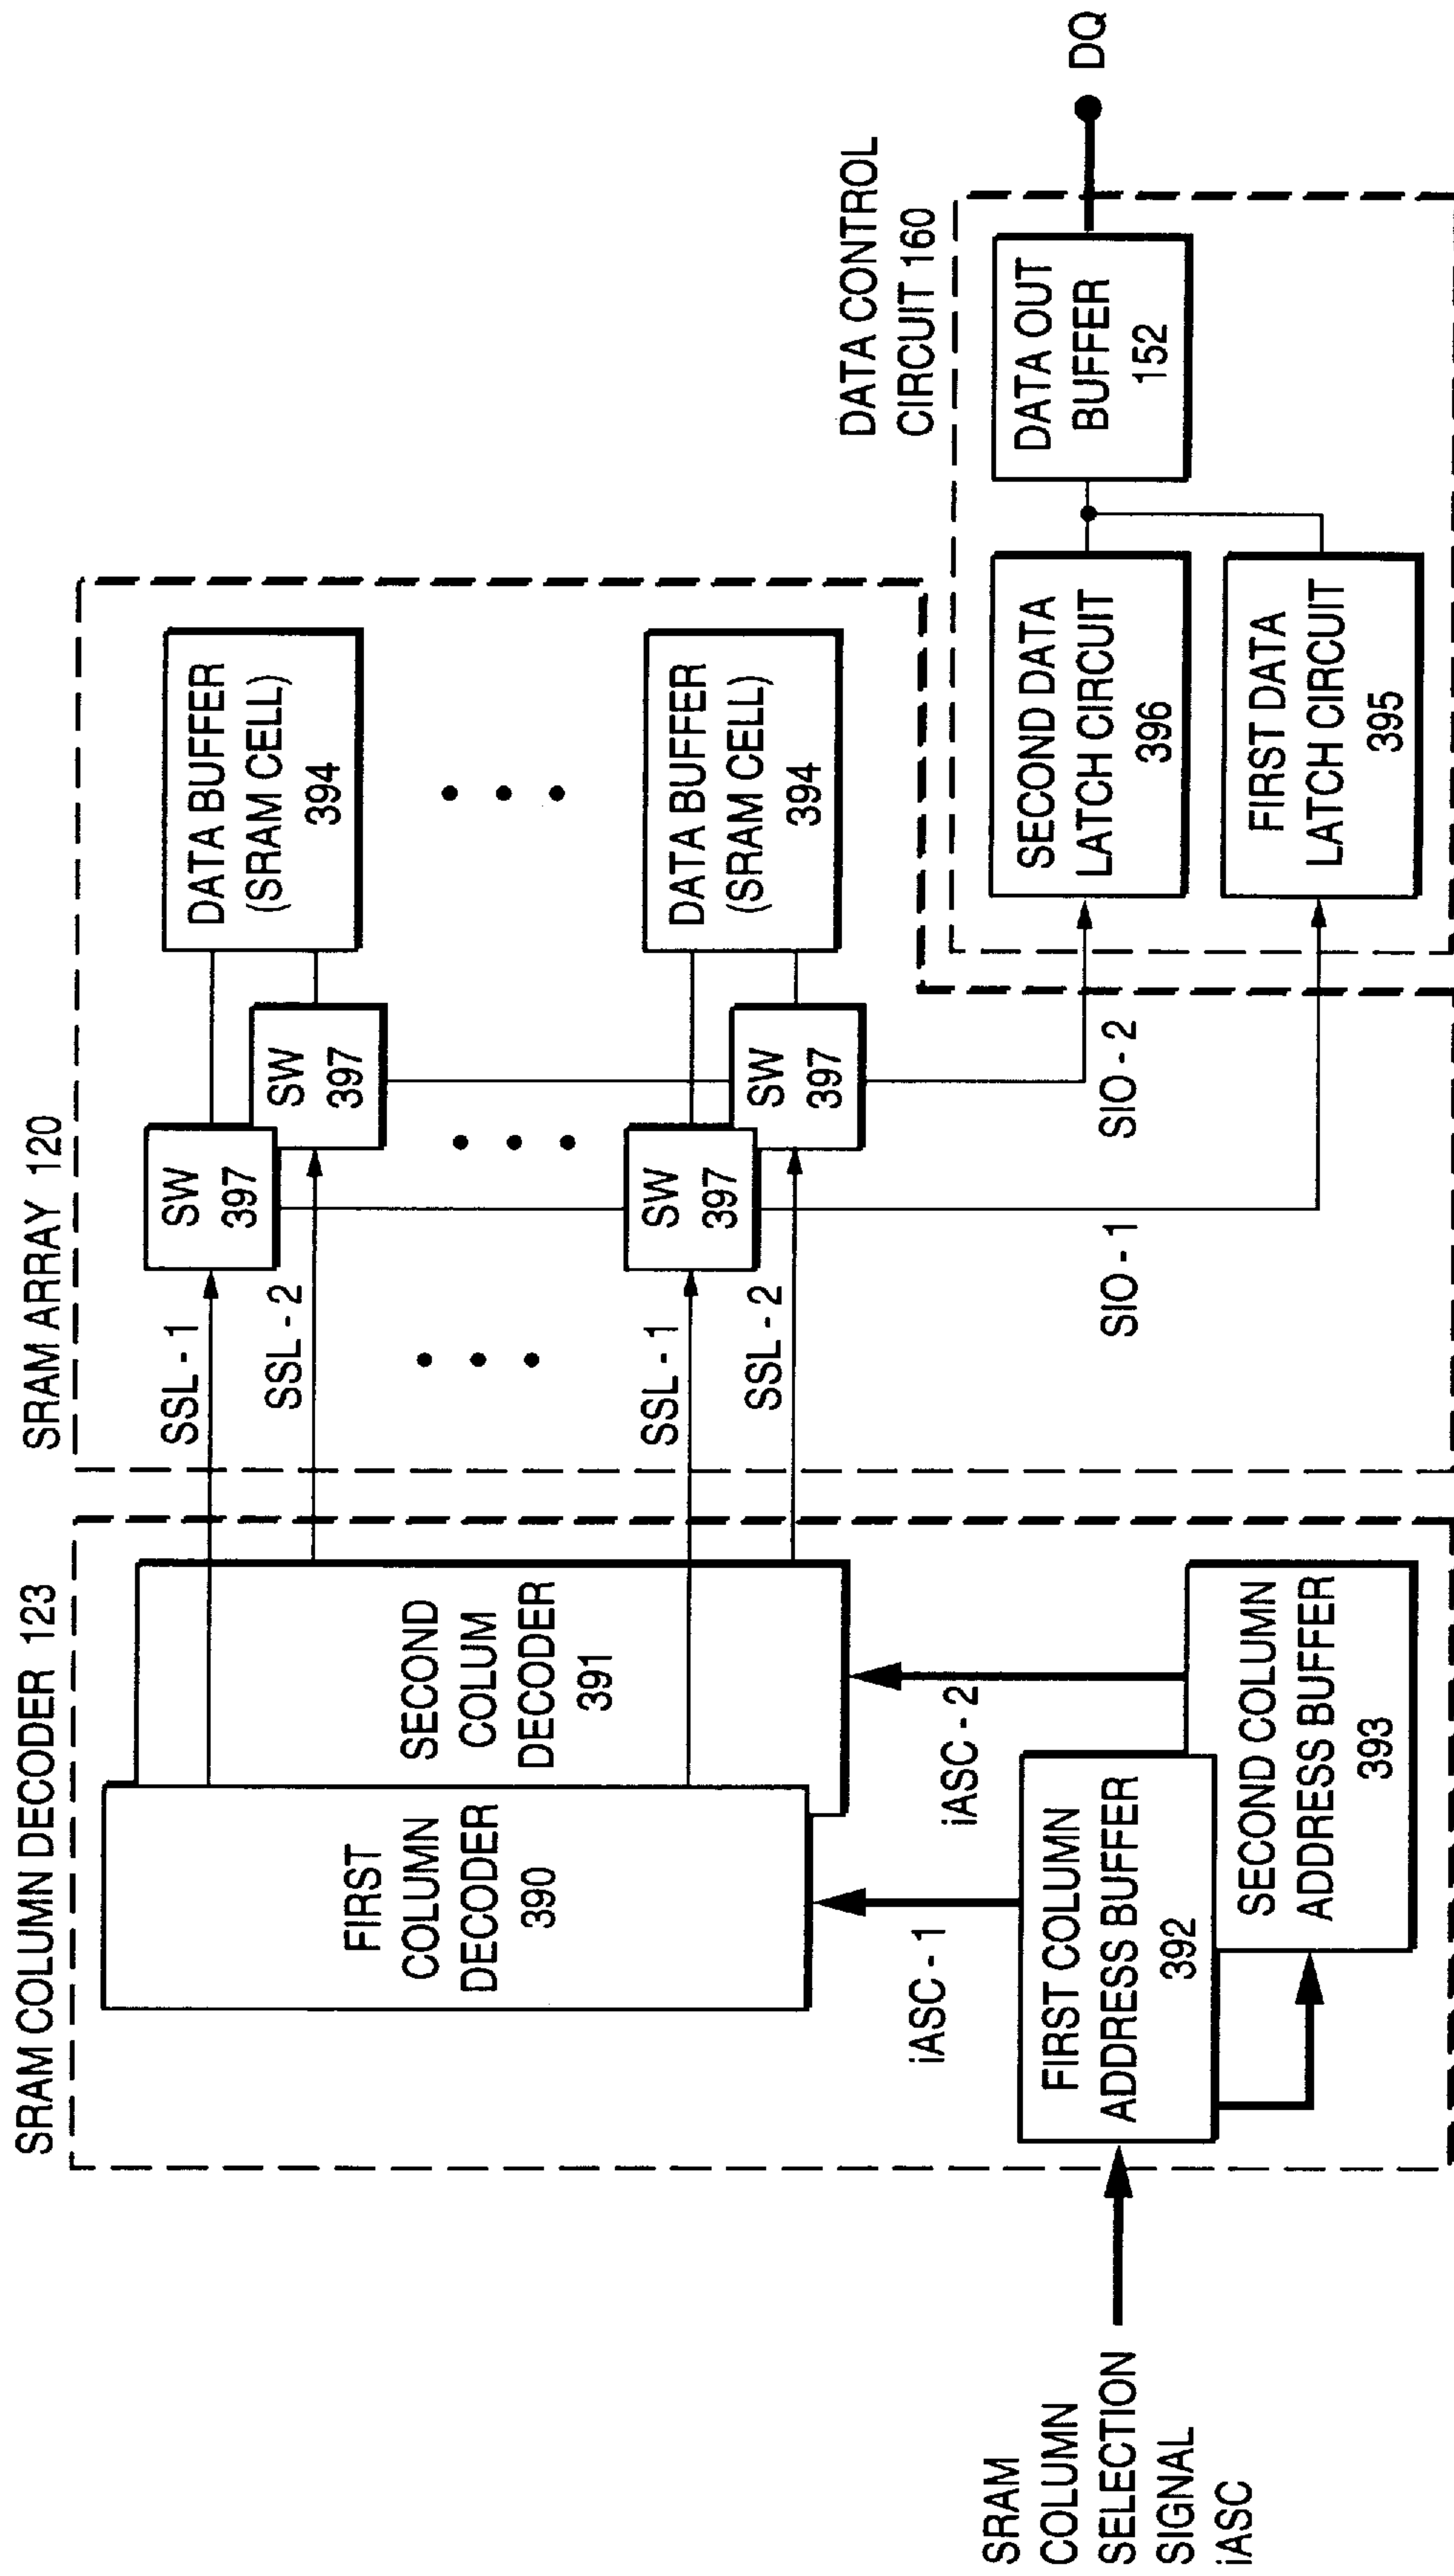 SRAM COLUMN DECODER 123
FIRST
COLUMN
DECODER
390
SECOND
COLUM
DECODER
391
iASC - 1
iASC - 2
FIRST COLUMN
ADDRESS BUFFER
392
SECOND COLUMN
ADDRESS BUFFER
393
SRAM
COLUMN
SELECTION
SIGNAL
iASC
SRAM ARRAY 120
SSL - 1
SSL - 2
SSL - 1
SSL - 2
SW
397
SW
397
SW
397
SW
397
DATA BUFFER
(SRAM CELL)
394
DATA BUFFER
(SRAM CELL)
394
SIO - 1
SIO - 2
DATA CONTROL
CIRCUIT 160
SECOND DATA
LATCH CIRCUIT
396
FIRST DATA
LATCH CIRCUIT
395
DATA OUT
BUFFER
152
DQ